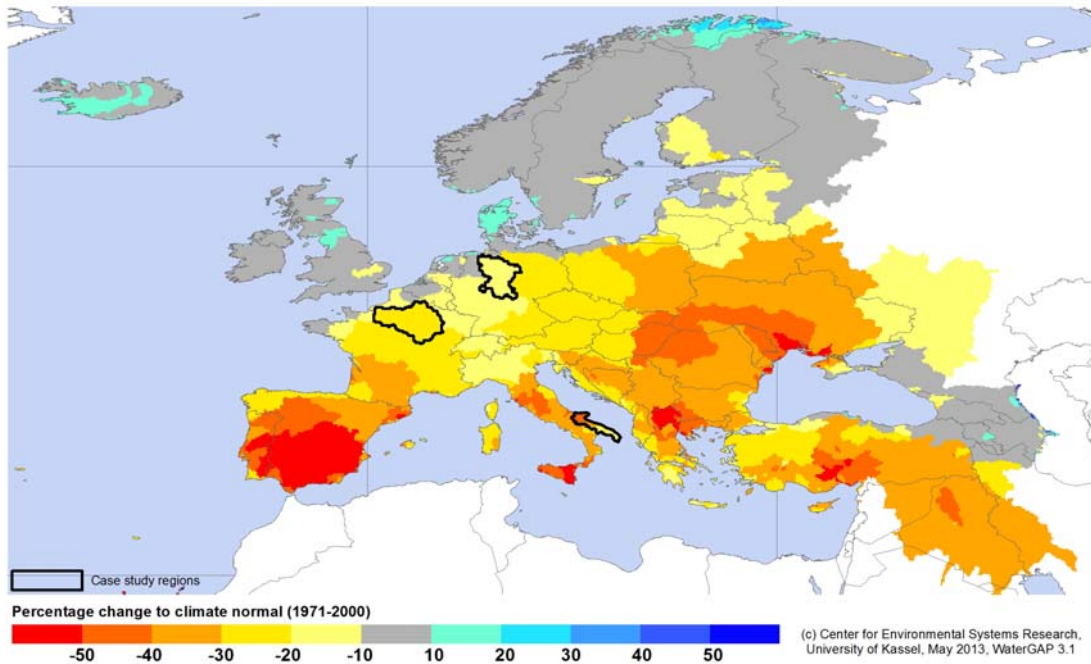 Case study regions
Percentage change to climate normal (1971-2000)
-50 -40 -30 -20 -10 10 20 30 40 50
(c) Center for Environmental Systems Research,
University of Kassel, May 2013, WaterGAP 3.1